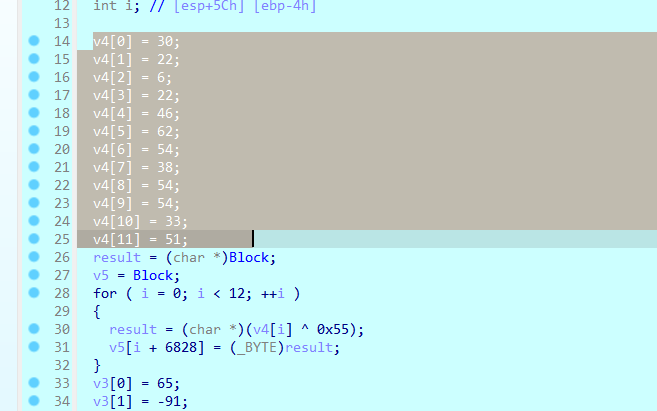 12 int i; // [esp+5Ch] [ebp-4h]
13
14 v4[0] = 30;
15 v4[1] = 22;
16 v4[2] = 6;
17 v4[3] = 22;
18 v4[4] = 46;
19 v4[5] = 62;
20 v4[6] = 54;
21 v4[7] = 38;
22 v4[8] = 54;
23 v4[9] = 54;
24 v4[10] = 33;
25 v4[11] = 51;
26 result = (char *)Block;
27 v5 = Block;
28 for ( i = 0; i < 12; ++i )
29 {
30 result = (char *)(v4[i] ^ 0x55);
31 v5[i + 6828] = (_BYTE)result;
32 }
33 v3[0] = 65;
34 v3[1] = -91;